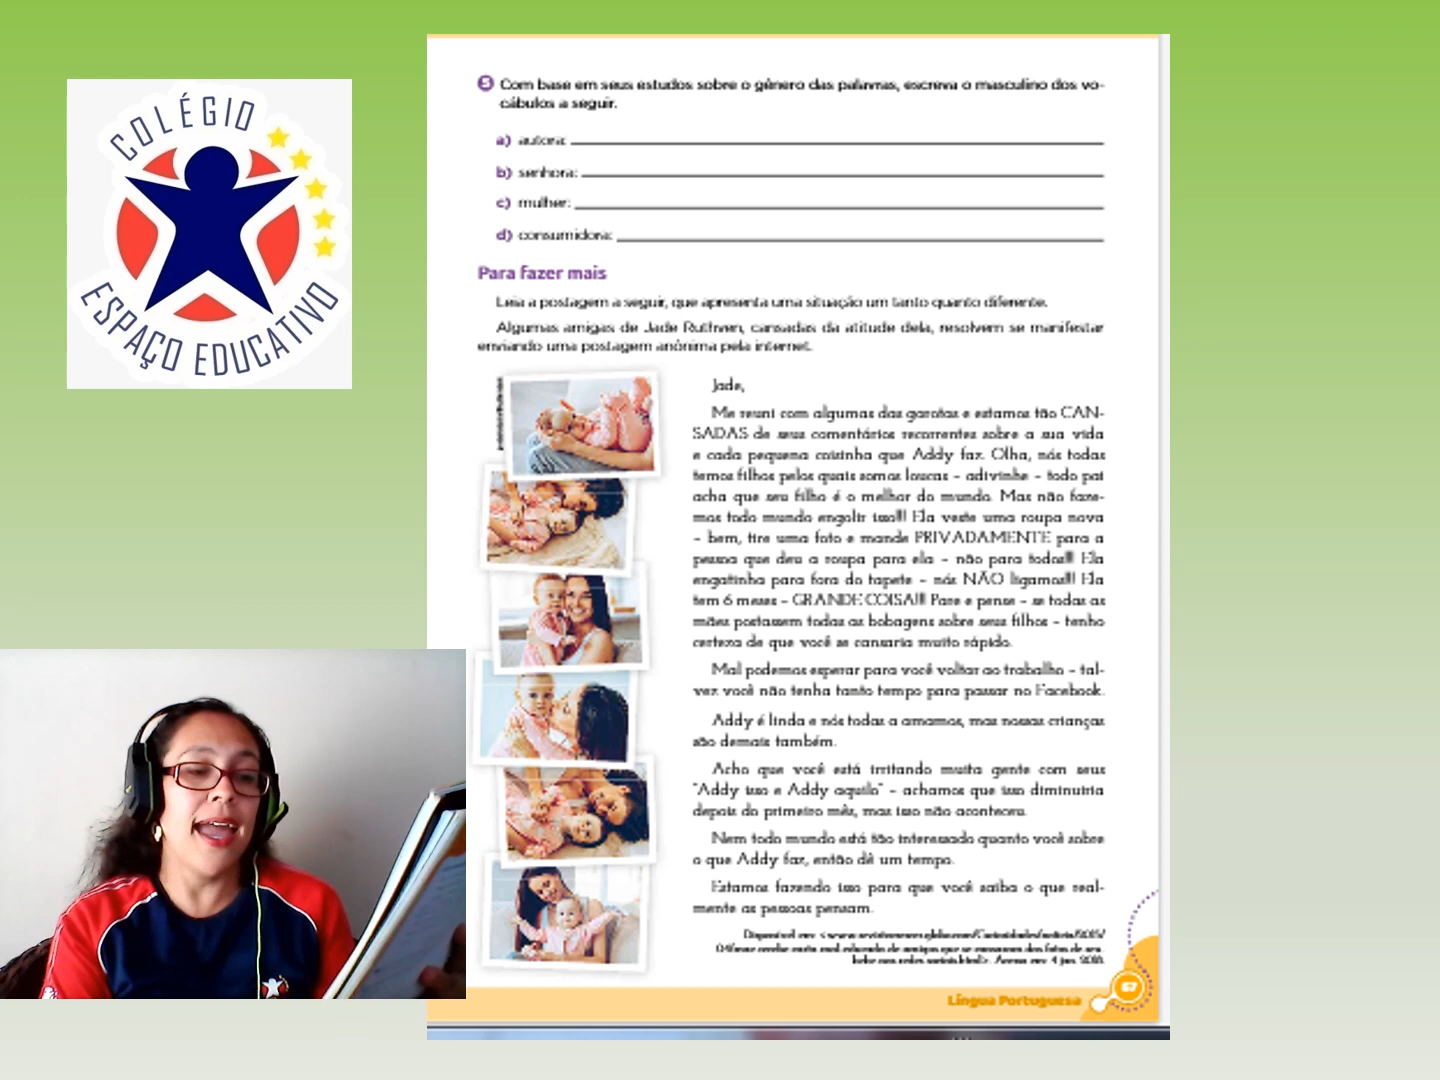 COLÉGIO
ESPAÇO EDUCATIVO
5 Com base em seus estudos sobre o gênero das palavras, escreva o masculino dos vo-
cábulos a seguir.
a) autora:
b) senhora:
c) mulher:
d) consumidora:
Para fazer mais
Leia a postagem a seguir, que apresenta uma situação um tanto quanto diferente.
Algumas amigas de Jade Ruthven, cansadas da atitude dela, resolvem se manifestar
enviando uma postagem anônima pela internet.
Jade,
Me reuni com algumas das garotas e estamos tão CAN-
SADAS de seus comentários recorrentes sobre a sua vida
e cada pequena coisinha que Addy faz. Olha, nós todas
temos filhos pelos quais somos loucas – adivinhe – todo pai
acha que seu filho é o melhor do mundo. Mas não faze-
mos todo mundo engolir isso!!! Ela veste uma roupa nova
– bem, tire uma foto e mande PRIVADAMENTE para a
pessoa que deu a roupa para ela – não para todos!!! Ela
engatinha para fora do tapete – nós NÃO ligamos!!! Ela
tem 6 meses – GRANDE COISA!!! Pare e pense – se todas as
mães postassem todas as bobagens sobre seus filhos – tenho
certeza de que você se cansaria muito rápido.
Mal podemos esperar para você voltar ao trabalho – tal-
vez você não tenha tanto tempo para passar no Facebook.
Addy é linda e nós todas a amamos, mas nossas crianças
são demais também.
Acho que você está irritando muita gente com seus
"Addy isso e Addy aquilo" – achamos que isso diminuiria
depois do primeiro mês, mas isso não aconteceu.
Nem todo mundo está tão interessado quanto você sobre
o que Addy faz, então dê um tempo.
Estamos fazendo isso para que você saiba o que real-
mente as pessoas pensam.
Disponível em:
Acesso em: 4 jun. 2018.
Língua Portuguesa
67